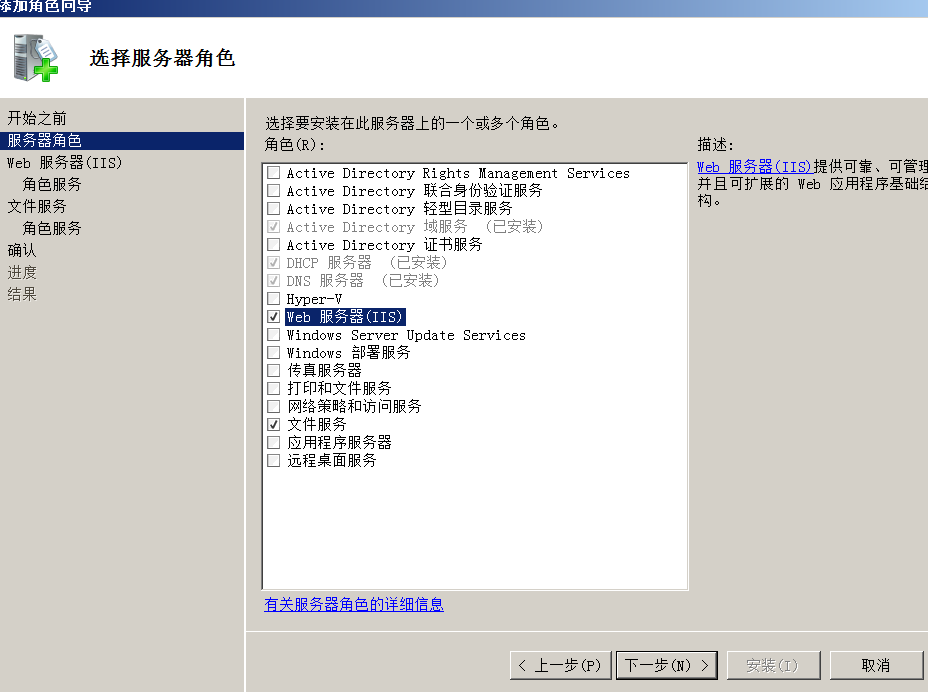 添加角色向导
选择服务器角色
开始之前
服务器角色
Web 服务器(IIS)
角色服务
文件服务
角色服务
确认
进度
结果
选择要安装在此服务器上的一个或多个角色。
角色(R):
Active Directory Rights Management Services
Active Directory 联合身份验证服务
Active Directory 轻型目录服务
Active Directory 域服务 (已安装)
Active Directory 证书服务
DHCP 服务器 (已安装)
DNS 服务器 (已安装)
Hyper-V
Web 服务器(IIS)
Windows Server Update Services
Windows 部署服务
传真服务器
打印和文件服务
网络策略和访问服务
文件服务
应用程序服务器
远程桌面服务
有关服务器角色的详细信息
描述:
Web 服务器(IIS)提供可靠、可管理
并且可扩展的 Web 应用程序基础结
构。
< 上一步(P)
下一步(N) >
安装(I)
取消